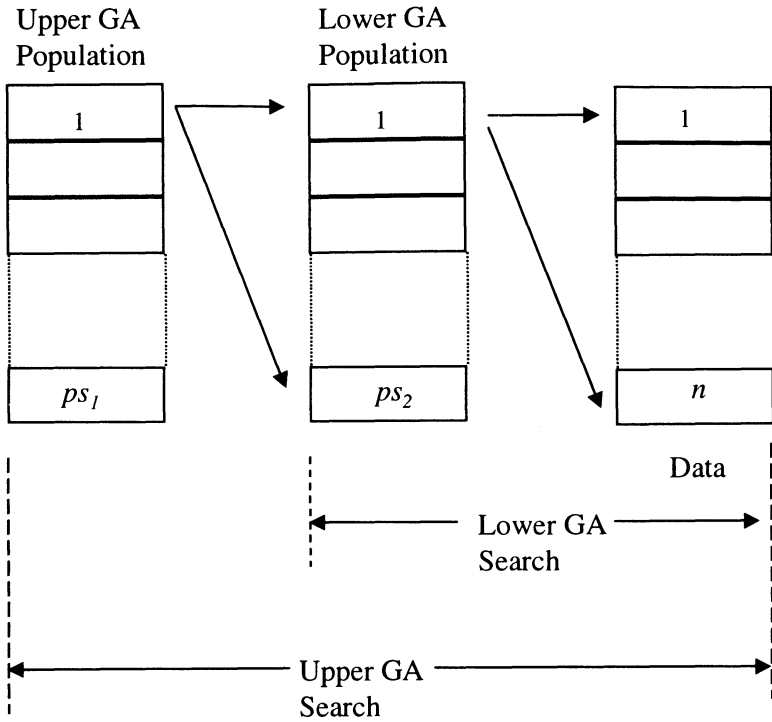 Upper GA
Population
Lower GA
Population
1
1
1
ps₁
ps₂
n
Data
Lower GA
Search
Upper GA
Search